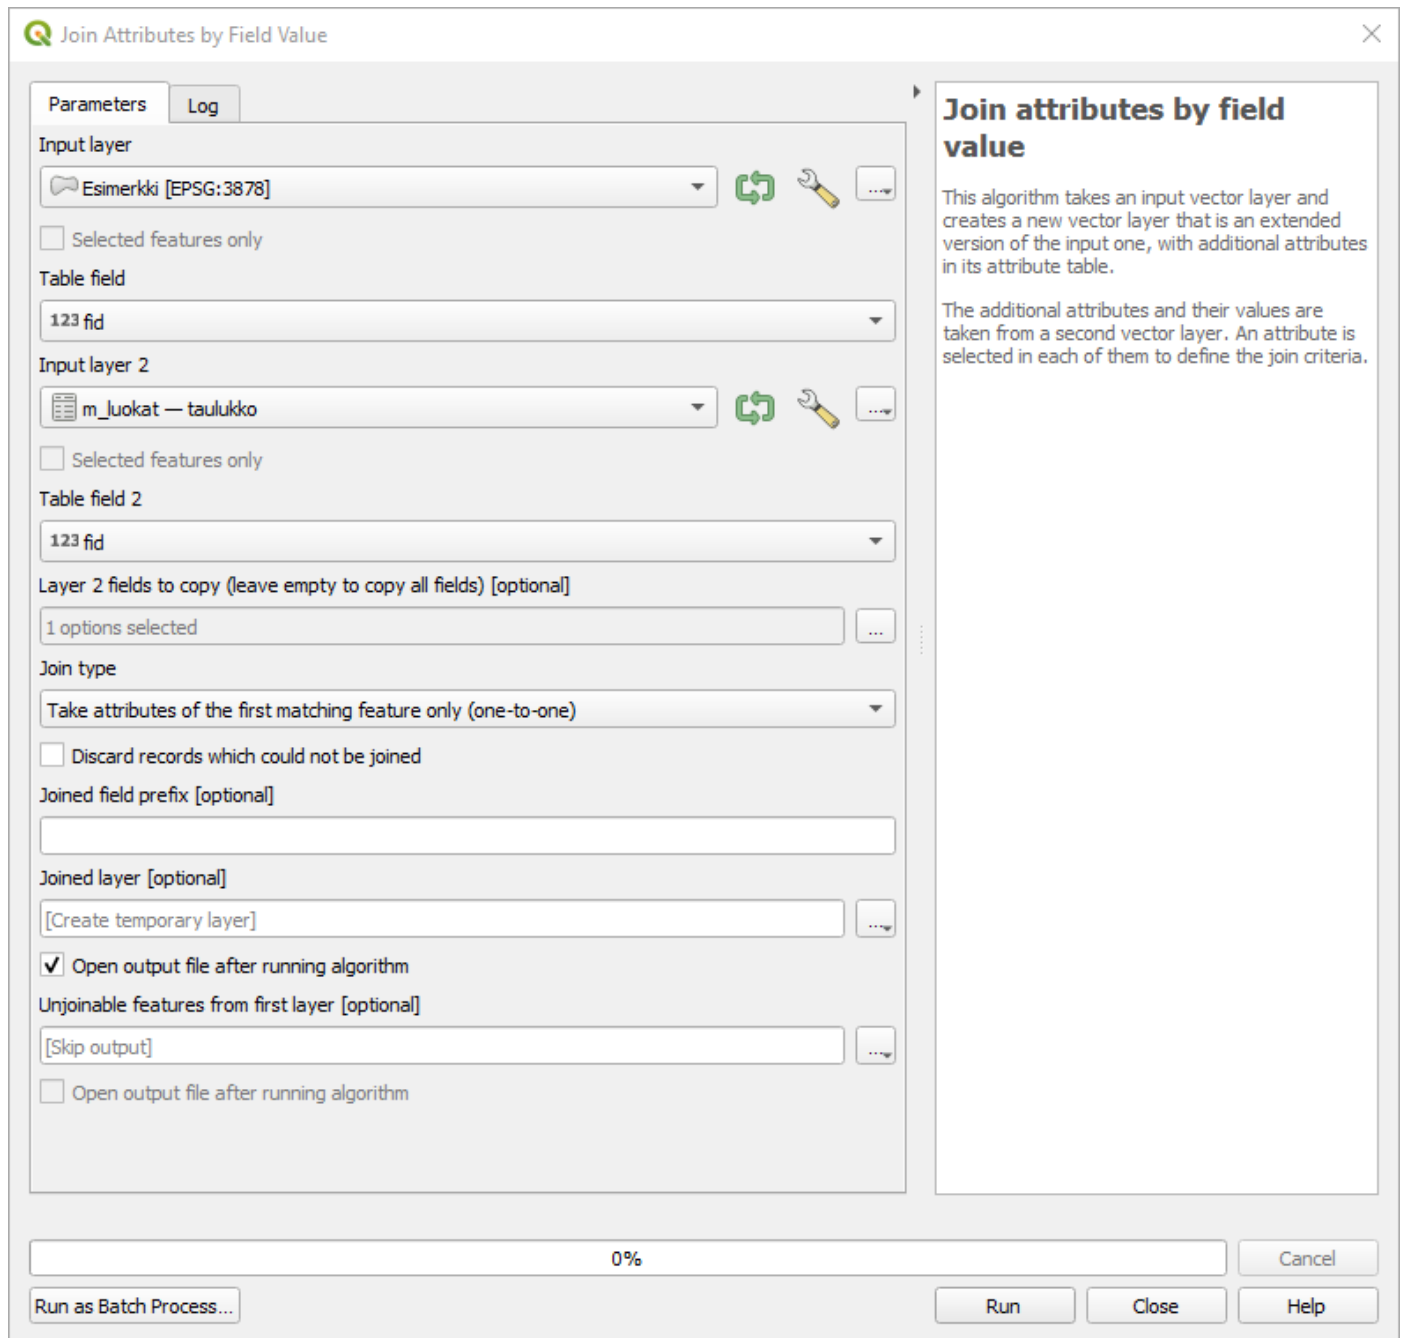 Join Attributes by Field Value
Parameters
Log
Input layer
Esimerkki [EPSG:3878]
...
Selected features only
Table field
123 fid
Input layer 2
m_luokat — taulukko
...
Selected features only
Table field 2
123 fid
Layer 2 fields to copy (leave empty to copy all fields) [optional]
1 options selected
...
Join type
Take attributes of the first matching feature only (one-to-one)
Discard records which could not be joined
Joined field prefix [optional]
Joined layer [optional]
[Create temporary layer]
...
Open output file after running algorithm
Unjoinable features from first layer [optional]
[Skip output]
...
Open output file after running algorithm
Join attributes by field
value
This algorithm takes an input vector layer and
creates a new vector layer that is an extended
version of the input one, with additional attributes
in its attribute table.
The additional attributes and their values are
taken from a second vector layer. An attribute is
selected in each of them to define the join criteria.
0%
Cancel
Run as Batch Process...
Run
Close
Help